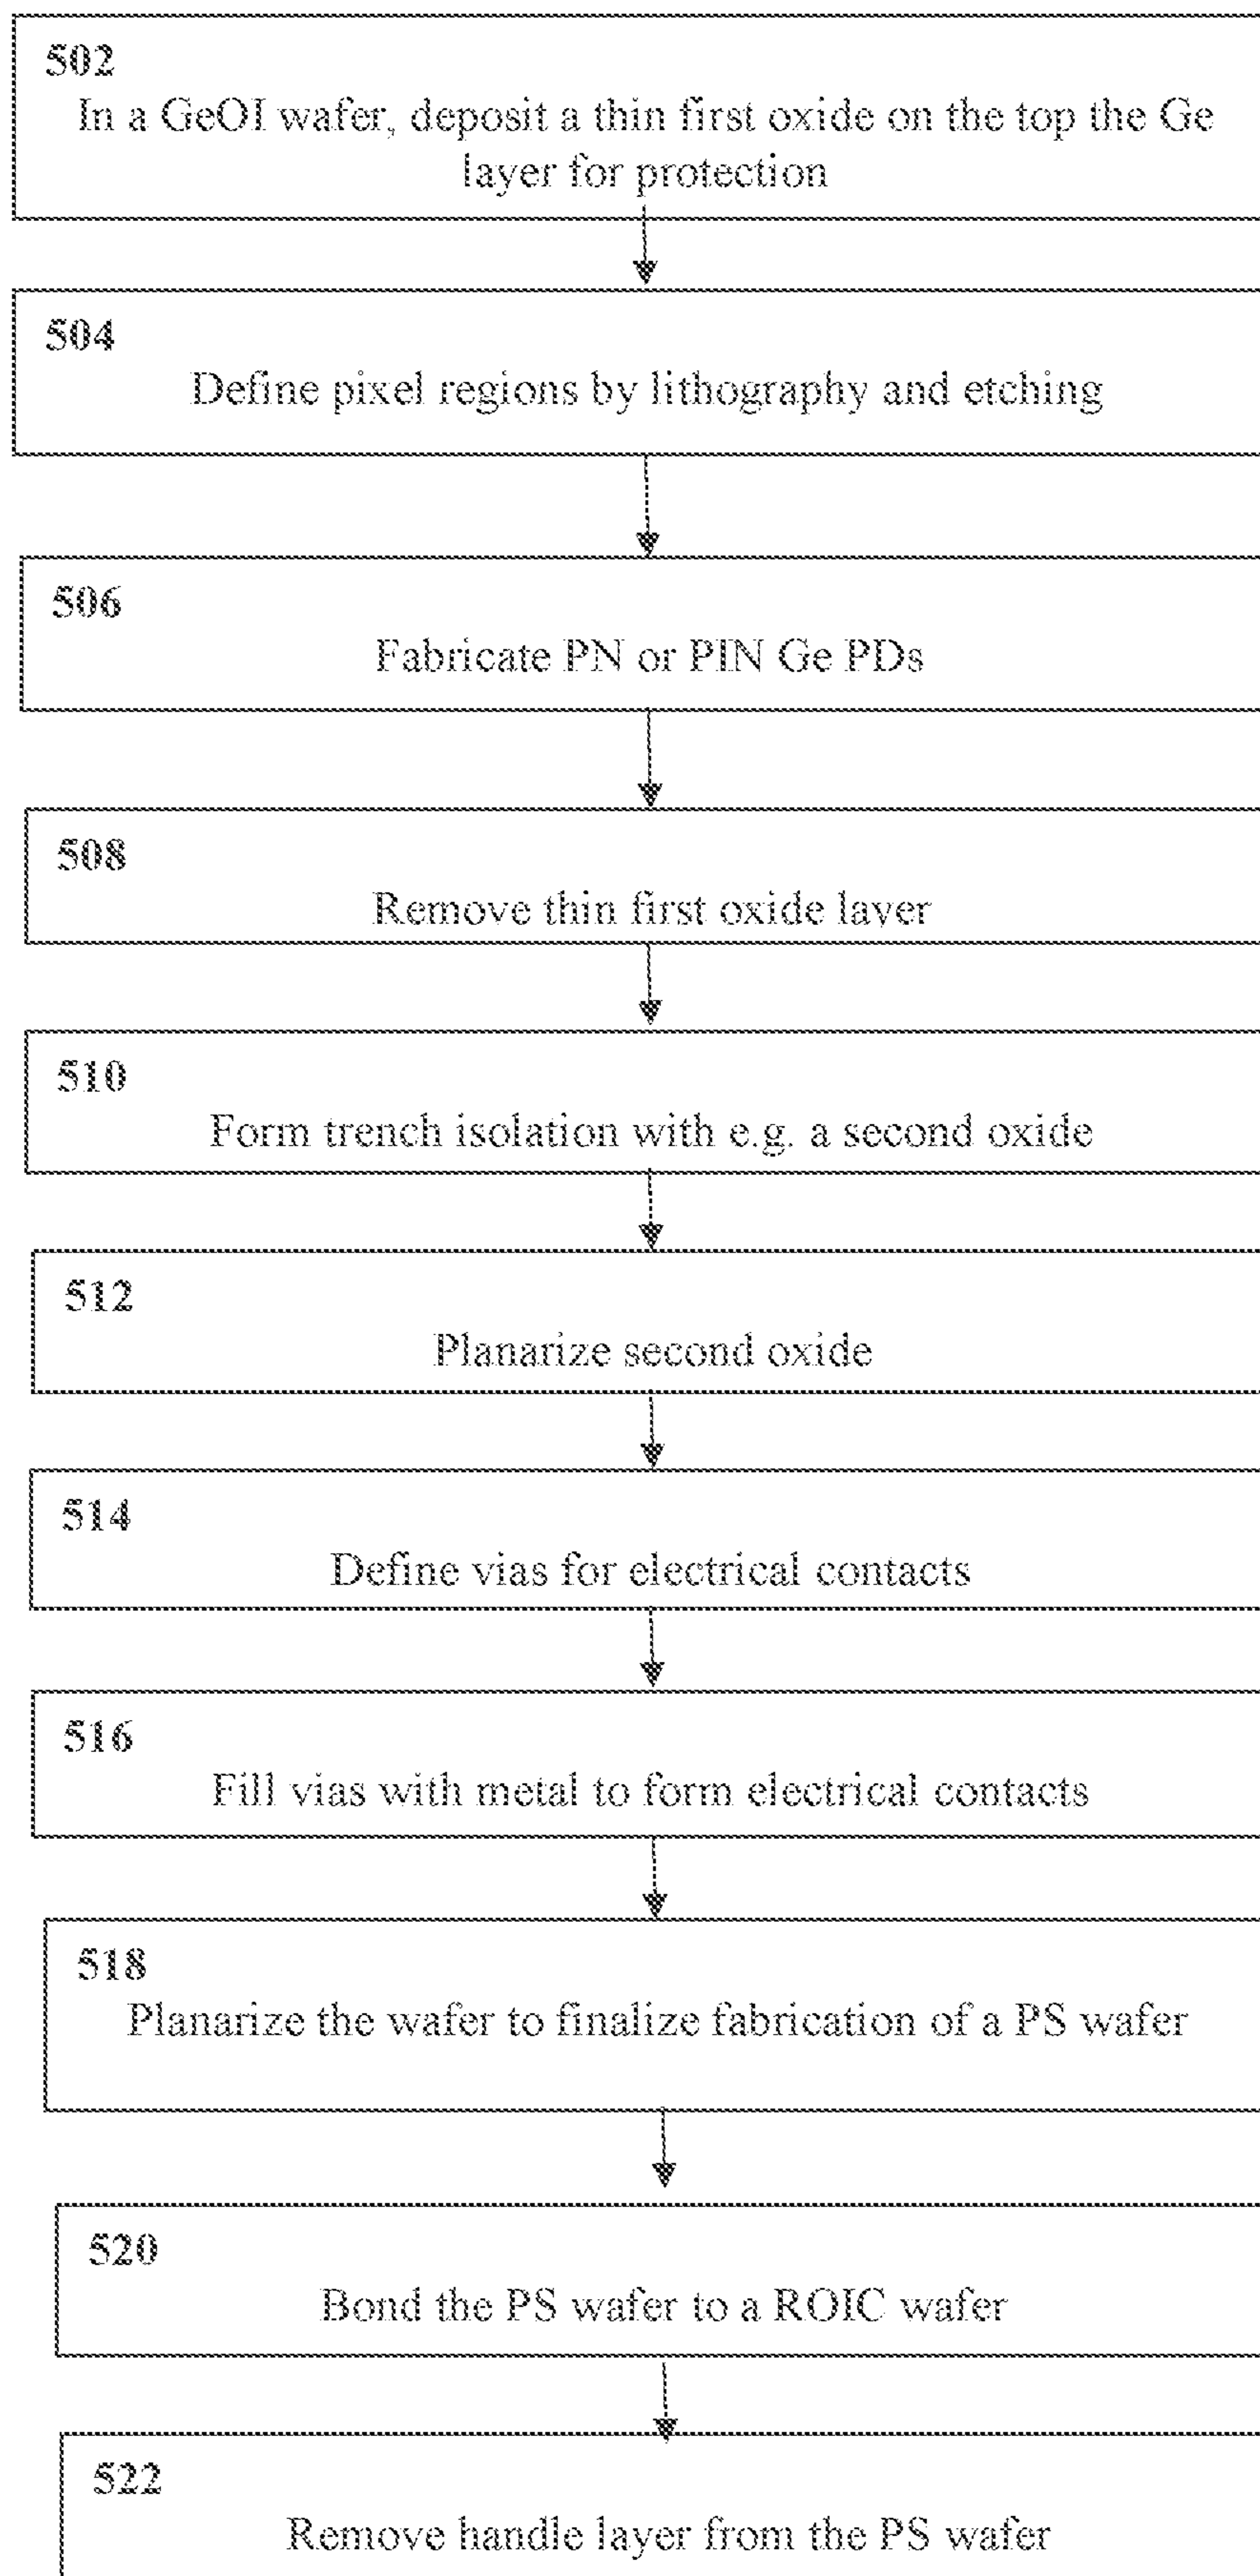 502
In a GeOI wafer, deposit a thin first oxide on the top the Ge
layer for protection
504
Define pixel regions by lithography and etching
506
Fabricate PN or PIN Ge PDs
508
Remove thin first oxide layer
510
Form trench isolation with e.g. a second oxide
512
Planarize second oxide
514
Define vias for electrical contacts
516
Fill vias with metal to form electrical contacts
518
Planarize the wafer to finalize fabrication of a PS wafer
520
Bond the PS wafer to a ROIC wafer
522
Remove handle layer from the PS wafer